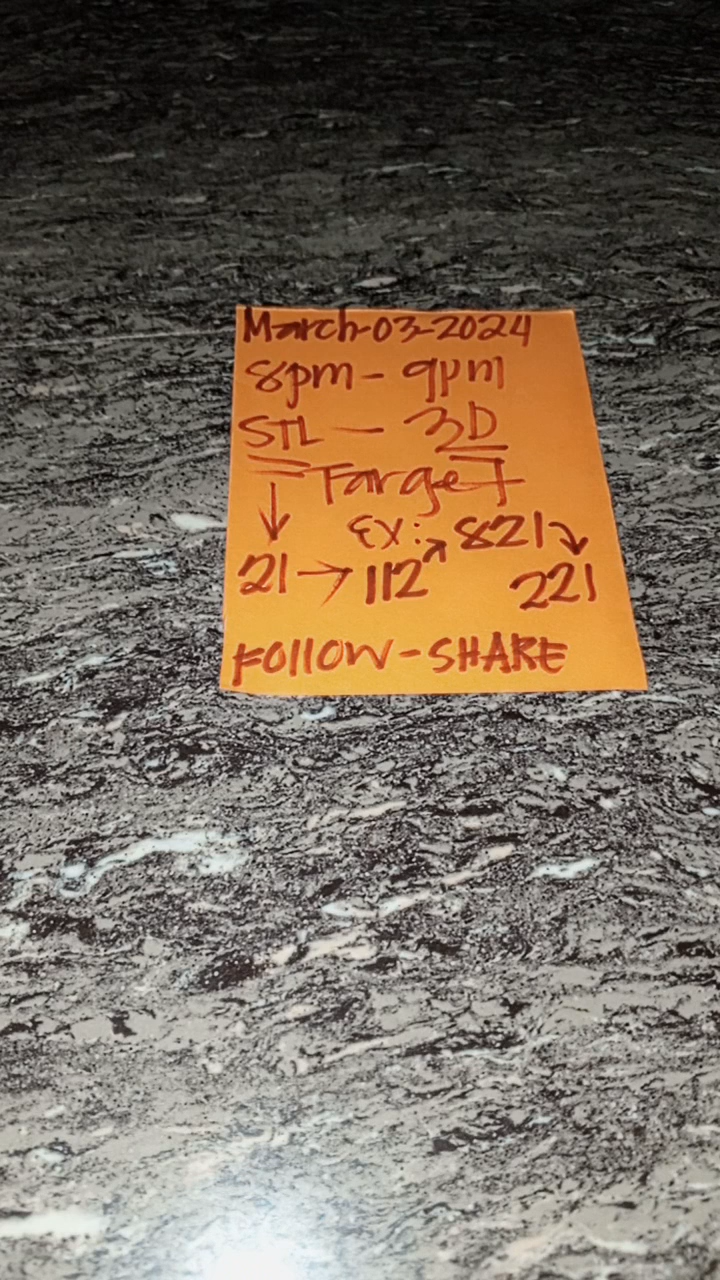 March-03-2024
8pm - 9pm
STL - 3D
Target
↓ EX: → 821 ↘
21 → 112 ↗ 221
FOLLOW - SHARE